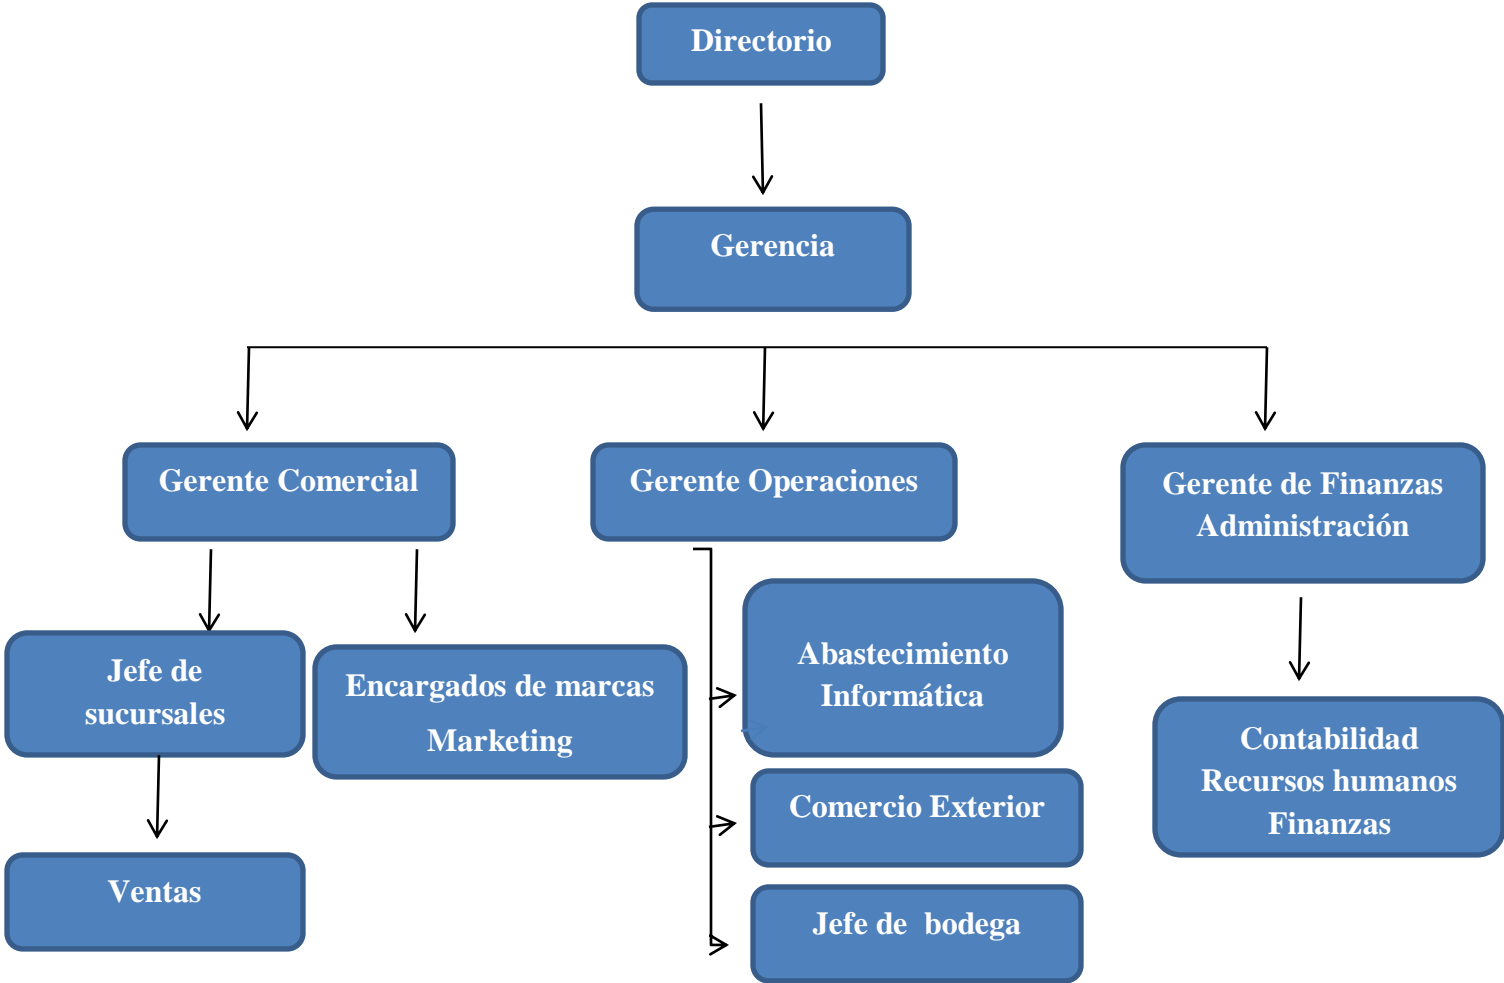 Directorio
Gerencia
Gerente Comercial
Gerente Operaciones
Gerente de Finanzas
Administración
Jefe de
sucursales
Encargados de marcas
Marketing
Abastecimiento
Informática
Contabilidad
Recursos humanos
Finanzas
Comercio Exterior
Ventas
Jefe de  bodega